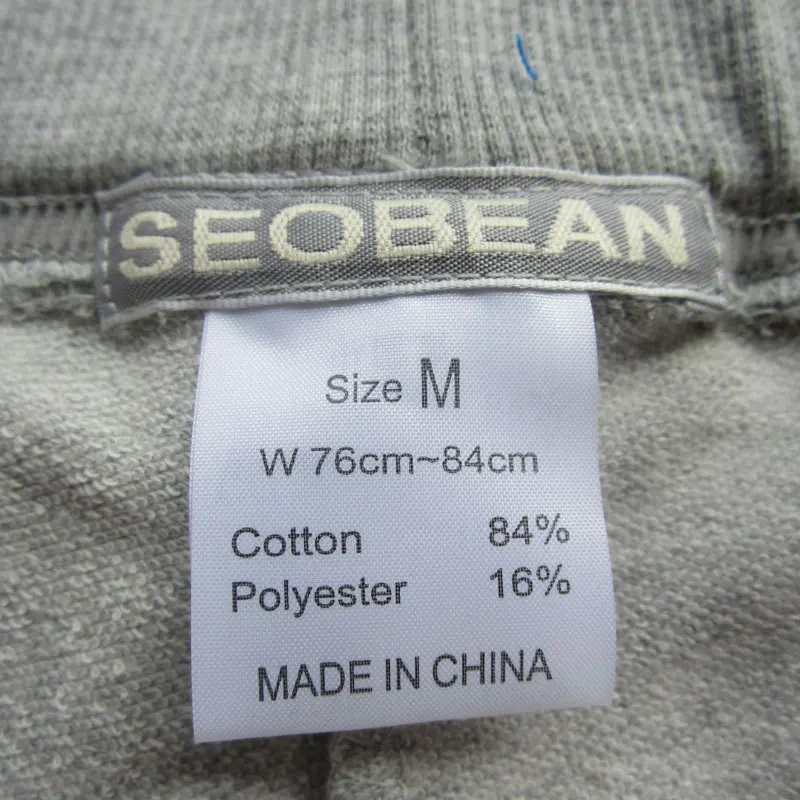 SEOBEAN
Size M
W 76cm~84cm
Cotton 84%
Polyester 16%
MADE IN CHINA